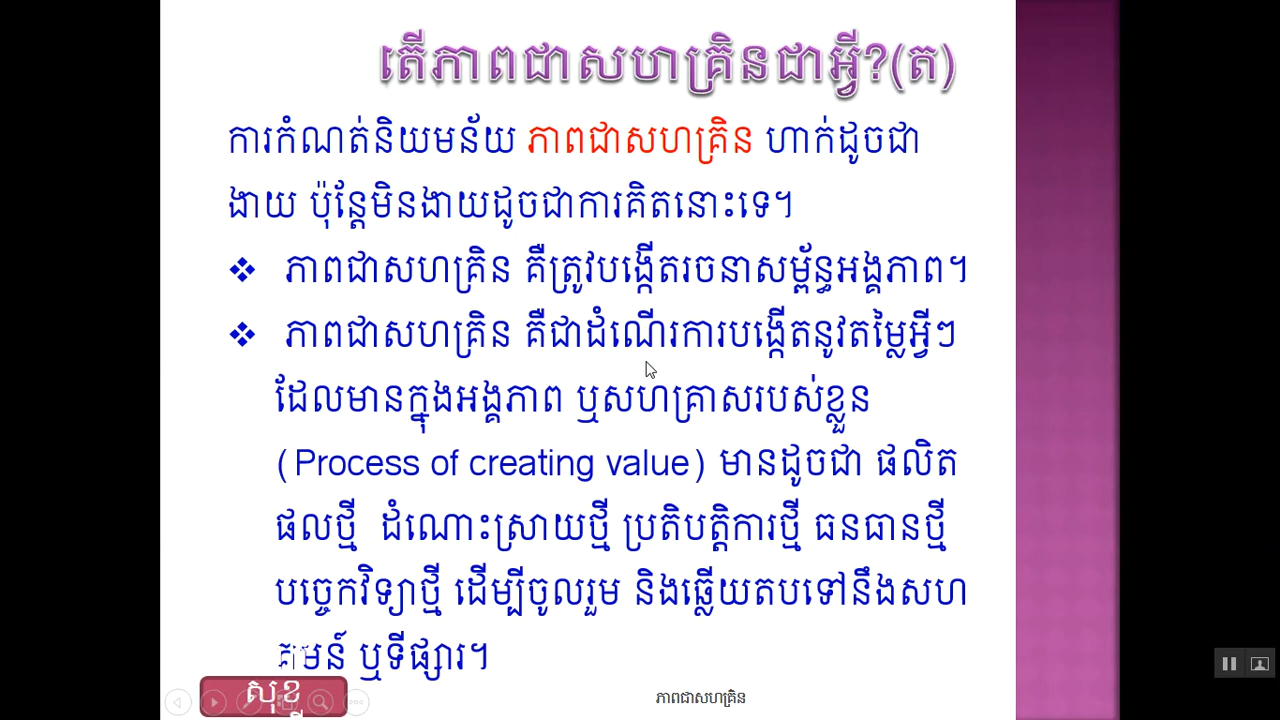 តើភាពជាសហគ្រិនជាអ្វី?(ត)
ការកំណត់និយមន័យ ភាពជាសហគ្រិន ហាក់ដូចជា
ងាយ ប៉ុន្តែមិនងាយដូចជាការគិតនោះទេ។
❖ ភាពជាសហគ្រិន គឺត្រូវបង្កើតរចនាសម្ព័ន្ធអង្គភាព។
❖ ភាពជាសហគ្រិន គឺជាដំណើរការបង្កើតនូវតម្លៃអ្វីៗ
ដែលមានក្នុងអង្គភាព ឬសហគ្រាសរបស់ខ្លួន
(Process of creating value) មានដូចជា ផលិត
ផលថ្មី ដំណោះស្រាយថ្មី ប្រតិបត្តិការថ្មី ធនធានថ្មី
បច្ចេកវិទ្យាថ្មី ដើម្បីចូលរួម និងឆ្លើយតបទៅនឹងសហ
គមន៍ ឬទីផ្សារ។
សុខ
ភាពជាសហគ្រិន